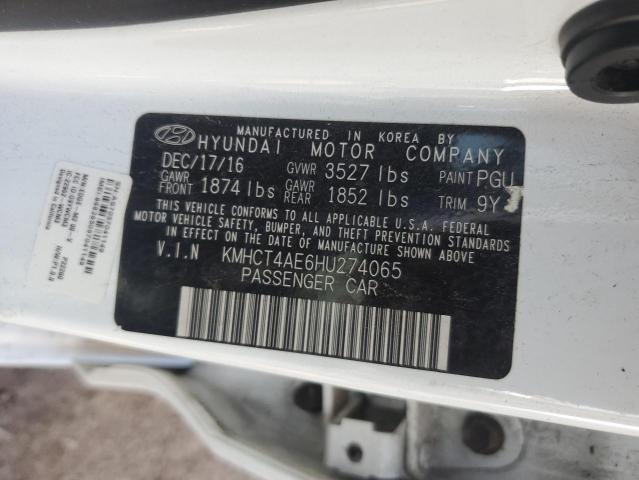 MANUFACTURED IN KOREA BY
HYUNDAI MOTOR COMPANY
DEC/17/16 GVWR 3527 lbs PAINT PGU
GAWR FRONT 1874 lbs GAWR REAR 1852 lbs TRIM 9Y
THIS VEHICLE CONFORMS TO ALL APPLICABLE U.S.A. FEDERAL
MOTOR VEHICLE SAFETY, BUMPER, AND THEFT PREVENTION STANDARDS
IN EFFECT ON THE DATE OF MANUFACTURE SHOWN ABOVE.
V.I.N KMHCT4AE6HU274065
PASSENGER CAR